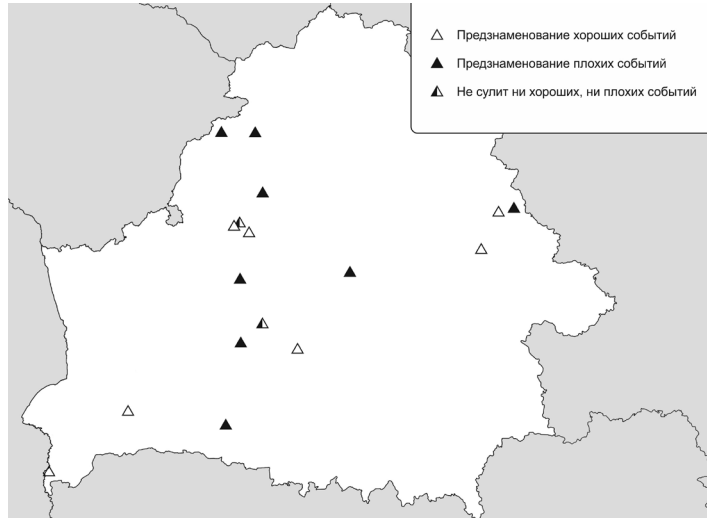 Предзнаменование хороших событий
Предзнаменование плохих событий
Не сулит ни хороших, ни плохих событий